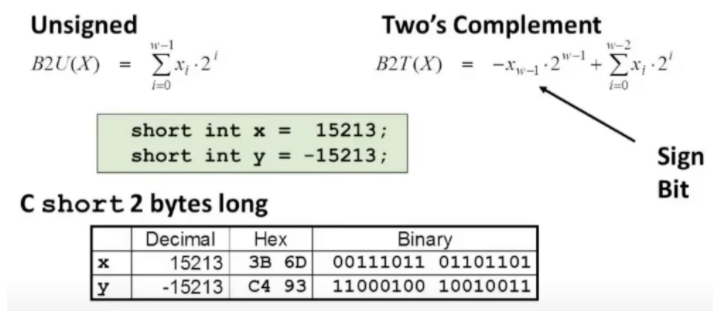 Unsigned
B2U(X) = \sum_{i=0}^{w-1} x_i \cdot 2^i
Two's Complement
B2T(X) = -x_{w-1} \cdot 2^{w-1} + \sum_{i=0}^{w-2} x_i \cdot 2^i
short int x = 15213;
short int y = -15213;
Sign
Bit
C short 2 bytes long
Decimal Hex Binary
x 15213 3B 6D 00111011 01101101
y -15213 C4 93 11000100 10010011